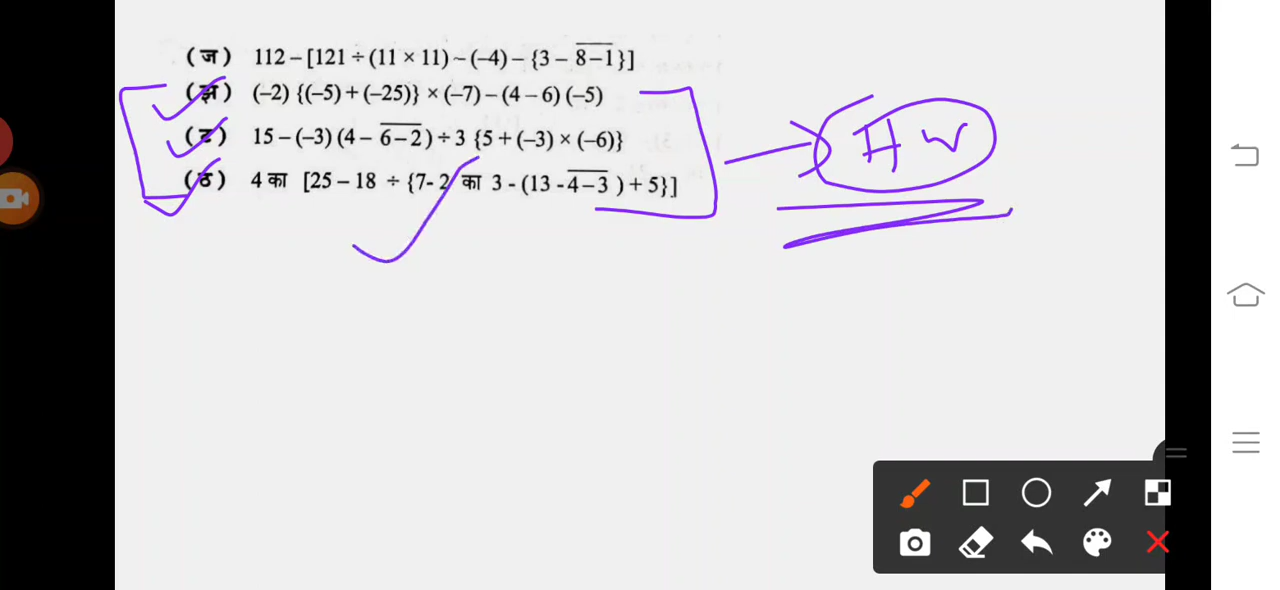 (ज) 112 – [121 ÷ (11 × 11) – (–4) – {3 – 8̅ ̅–̅ ̅1̅}]
(झ) (–2) {(–5) + (–25)} × (–7) – (4 – 6) (–5)
(ट) 15 – (–3) (4 – 6̅ ̅–̅ ̅2̅) ÷ 3 {5 + (–3) × (–6)}
(ठ) 4 का [25 – 18 ÷ {7- 2 का 3 - (13 - 4̅ ̅–̅ ̅3̅ ) + 5}]
HW